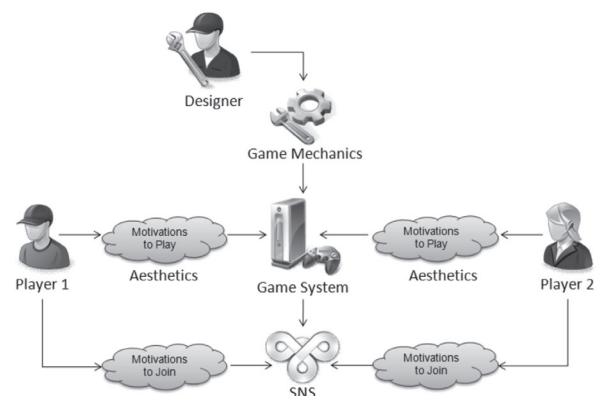 Designer
Game Mechanics
Motivations
to Play
Motivations
to Play
Aesthetics
Aesthetics
Player 1
Game System
Player 2
Motivations
to Join
Motivations
to Join
SNS